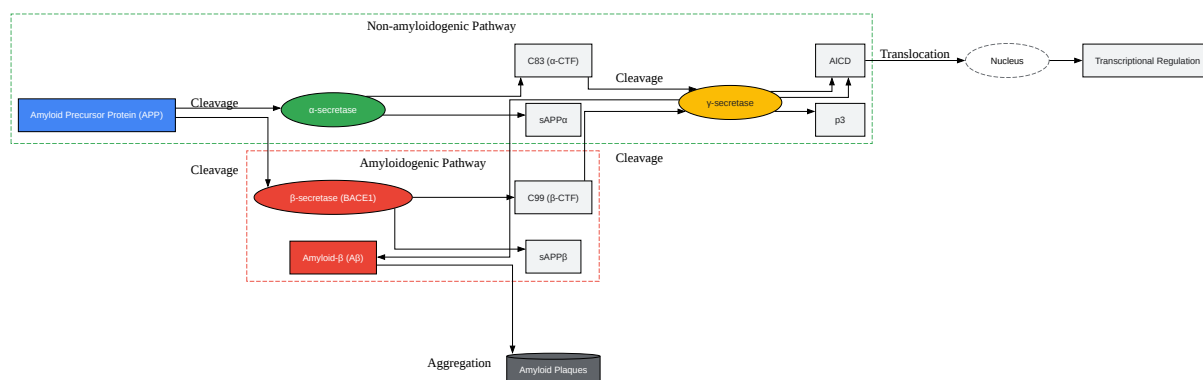 Non-amyloidogenic Pathway
C83 (α-CTF)
AICD
Translocation
Nucleus
Transcriptional Regulation
Cleavage
Amyloid Precursor Protein (APP)
Cleavage
α-secretase
γ-secretase
sAPPα
p3
Cleavage
Amyloidogenic Pathway
Cleavage
β-secretase (BACE1)
C99 (β-CTF)
Amyloid-β (Aβ)
sAPPβ
Aggregation
Amyloid Plaques